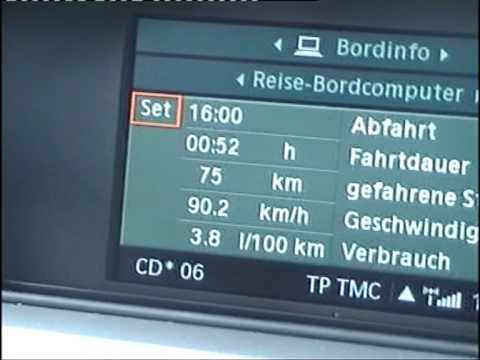 Bordinfo
Reise-Bordcomputer
Set 16:00 Abfahrt
00:52 h Fahrtdauer
75 km gefahrene
90.2 km/h
3.8 l/100 km Verbrauch
CD* 06 TP TMC